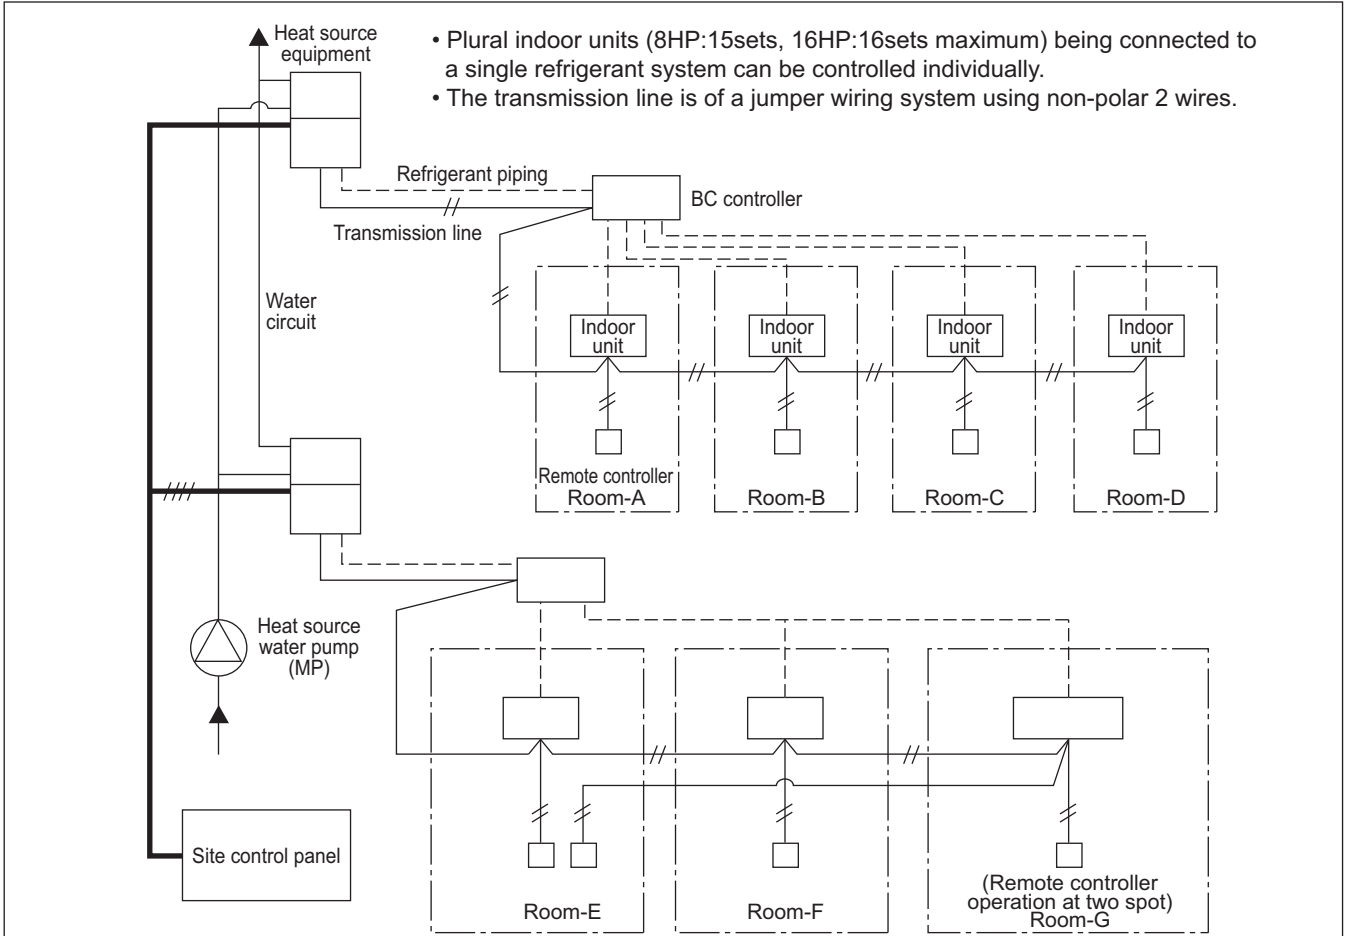 Heat source
equipment
• Plural indoor units (8HP:15sets, 16HP:16sets maximum) being connected to
a single refrigerant system can be controlled individually.
• The transmission line is of a jumper wiring system using non-polar 2 wires.
Refrigerant piping
BC controller
Transmission line
Water
circuit
Indoor
unit
Indoor
unit
Indoor
unit
Indoor
unit
Remote controller
Room-A
Room-B
Room-C
Room-D
Heat source
water pump
(MP)
Site control panel
Room-E
Room-F
(Remote controller
operation at two spot)
Room-G